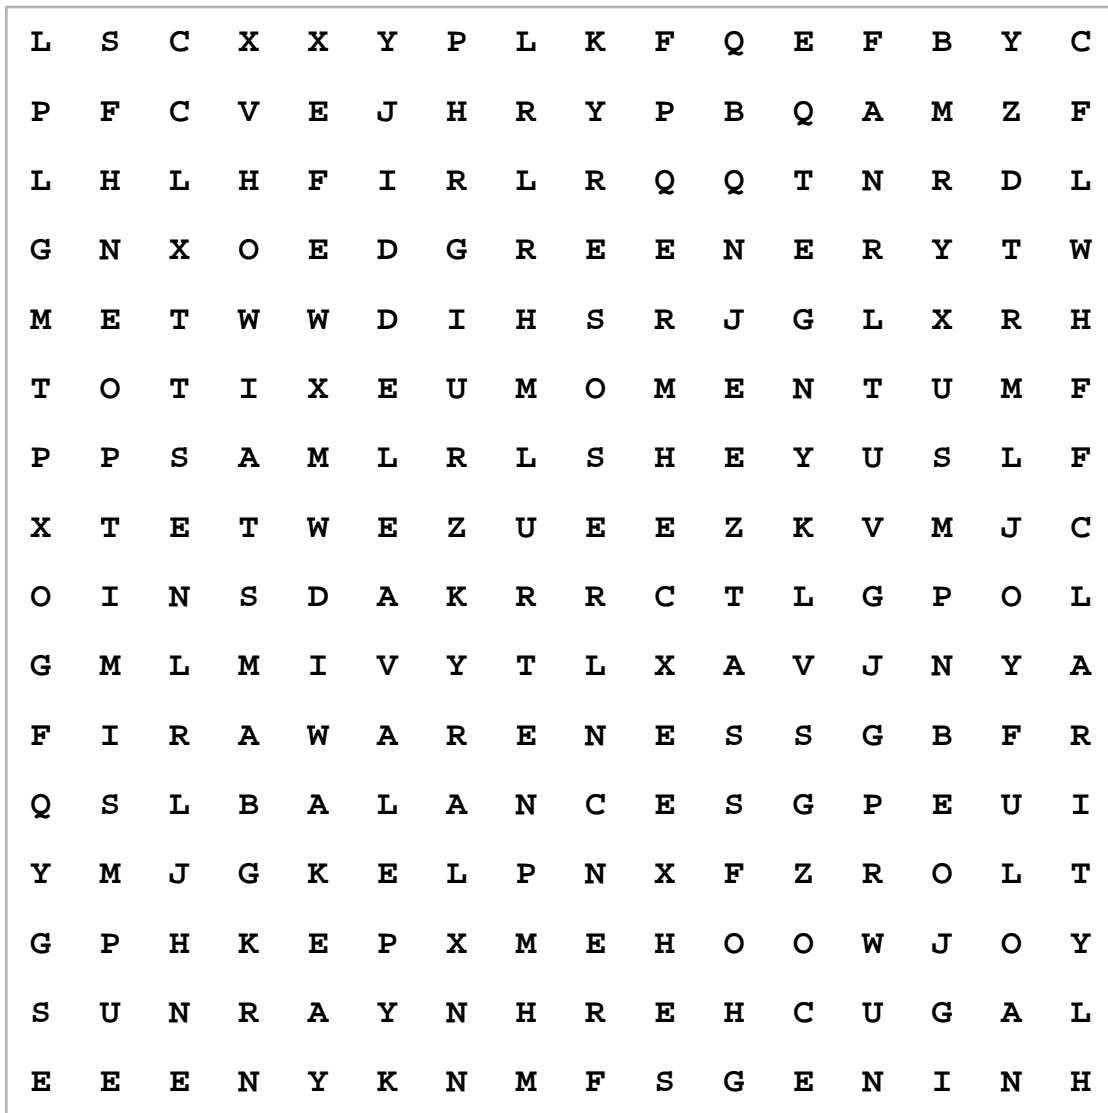 L S C X X Y P L K F Q E F B Y C
P F C V E J H R Y P B Q A M Z F
L H L H F I R L R Q Q T N R D L
G N X O E D G R E E N E R Y T W
M E T W W D I H S R J G L X R H
T O T I X E U M O M E N T U M F
P P S A M L R L S H E Y U S L F
X T E T W E Z U E E Z K V M J C
O I N S D A K R R C T L G P O L
G M L M I V Y T L X A V J N Y A
F I R A W A R E N E S S G B F R
Q S L B A L A N C E S G P E U I
Y M J G K E L P N X F Z R O L T
G P H K E P X M E H O O W J O Y
S U N R A Y N H R E H C U G A L
E E E N Y K N M F S G E N I N H